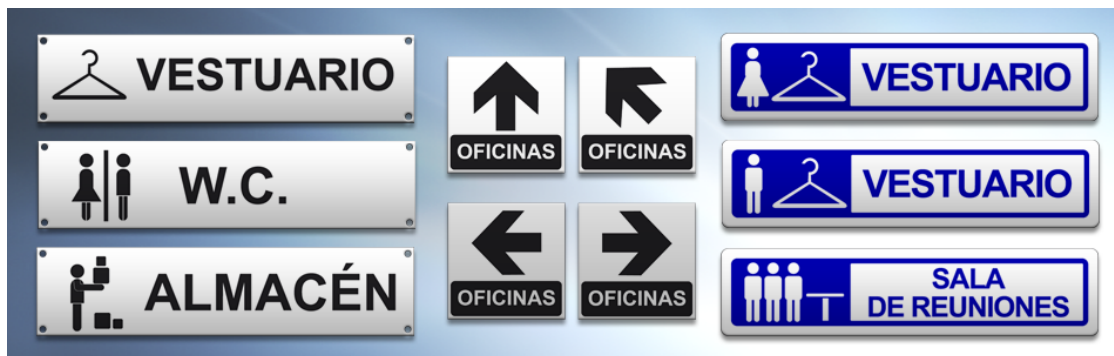 VESTUARIO
W.C.
ALMACÉN
OFICINAS
OFICINAS
OFICINAS
OFICINAS
VESTUARIO
VESTUARIO
SALA
DE REUNIONES